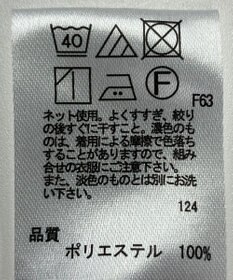 40
F
F63
ネット使用。よくすすぎ、絞り
の後すぐに干すこと。濃色のも
のは、着用による摩擦で色落ち
することがありますので、組み
合せの衣服にご注意下さい。
また、淡色のものとは別にお洗
い下さい。
124
品質
ポリエステル 100%